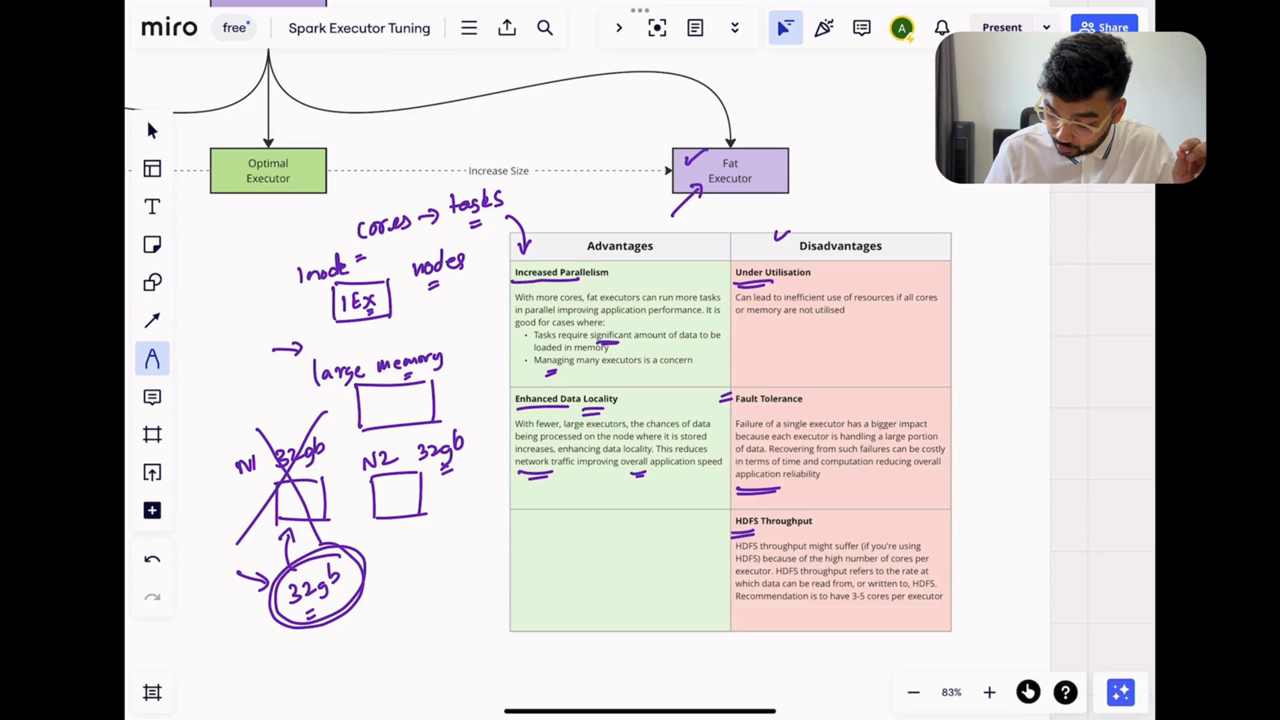 miro
free
Spark Executor Tuning
Present
Share
A
Optimal
Executor
Increase Size
Fat
Executor
cores → tasks
1node =
nodes
1Ex
large memory
N1 32gb
N2 32gb
32gb
Advantages
Disadvantages
Increased Parallelism
With more cores, fat executors can run more tasks
in parallel improving application performance. It is
good for cases where:
• Tasks require significant amount of data to be
loaded in memory
• Managing many executors is a concern
Under Utilisation
Can lead to inefficient use of resources if all cores
or memory are not utilised
Enhanced Data Locality
With fewer, large executors, the chances of data
being processed on the node where it is stored
increases, enhancing data locality. This reduces
network traffic improving overall application speed
Fault Tolerance
Failure of a single executor has a bigger impact
because each executor is handling a large portion
of data. Recovering from such failures can be costly
in terms of time and computation reducing overall
application reliability
HDFS Throughput
HDFS throughput might suffer (if you're using
HDFS) because of the high number of cores per
executor. HDFS throughput refers to the rate at
which data can be read from, or written to, HDFS.
Recommendation is to have 3-5 cores per executor
83%